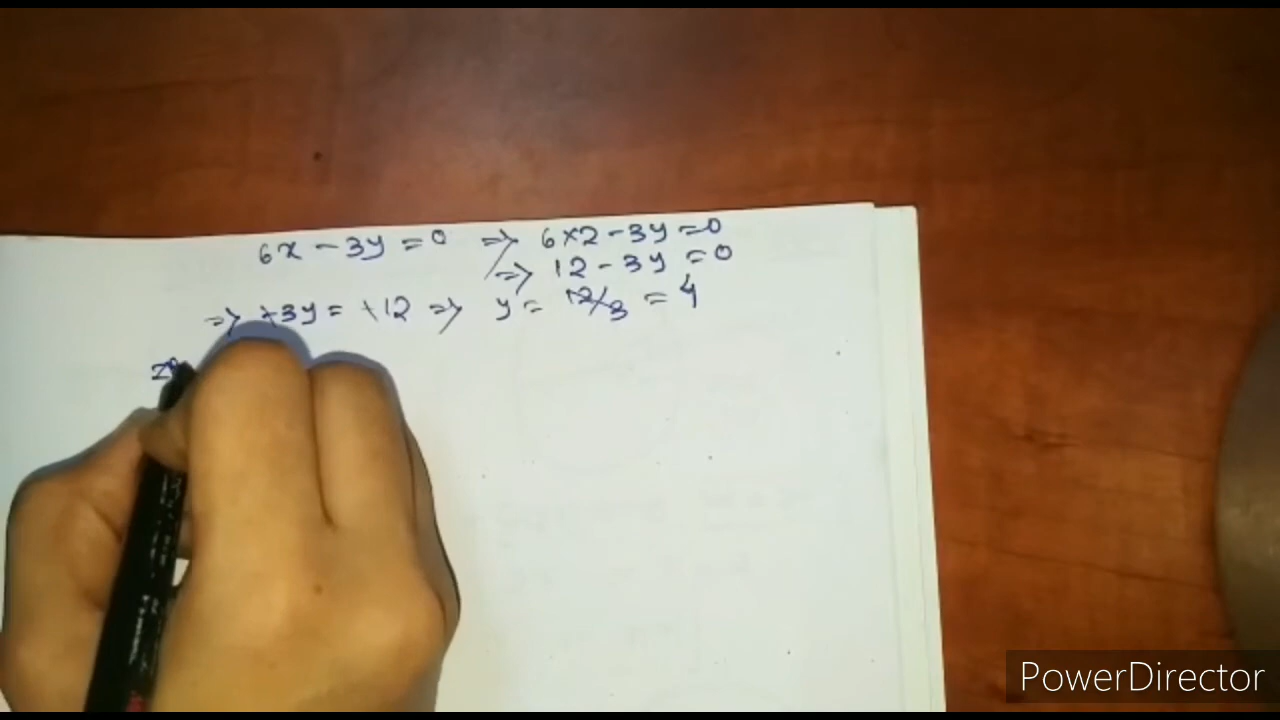 6x - 3y = 0 => 6×2 - 3y = 0
=> 12 - 3y = 0
=> +3y = +12 => y = 12/3 = 4
PowerDirector